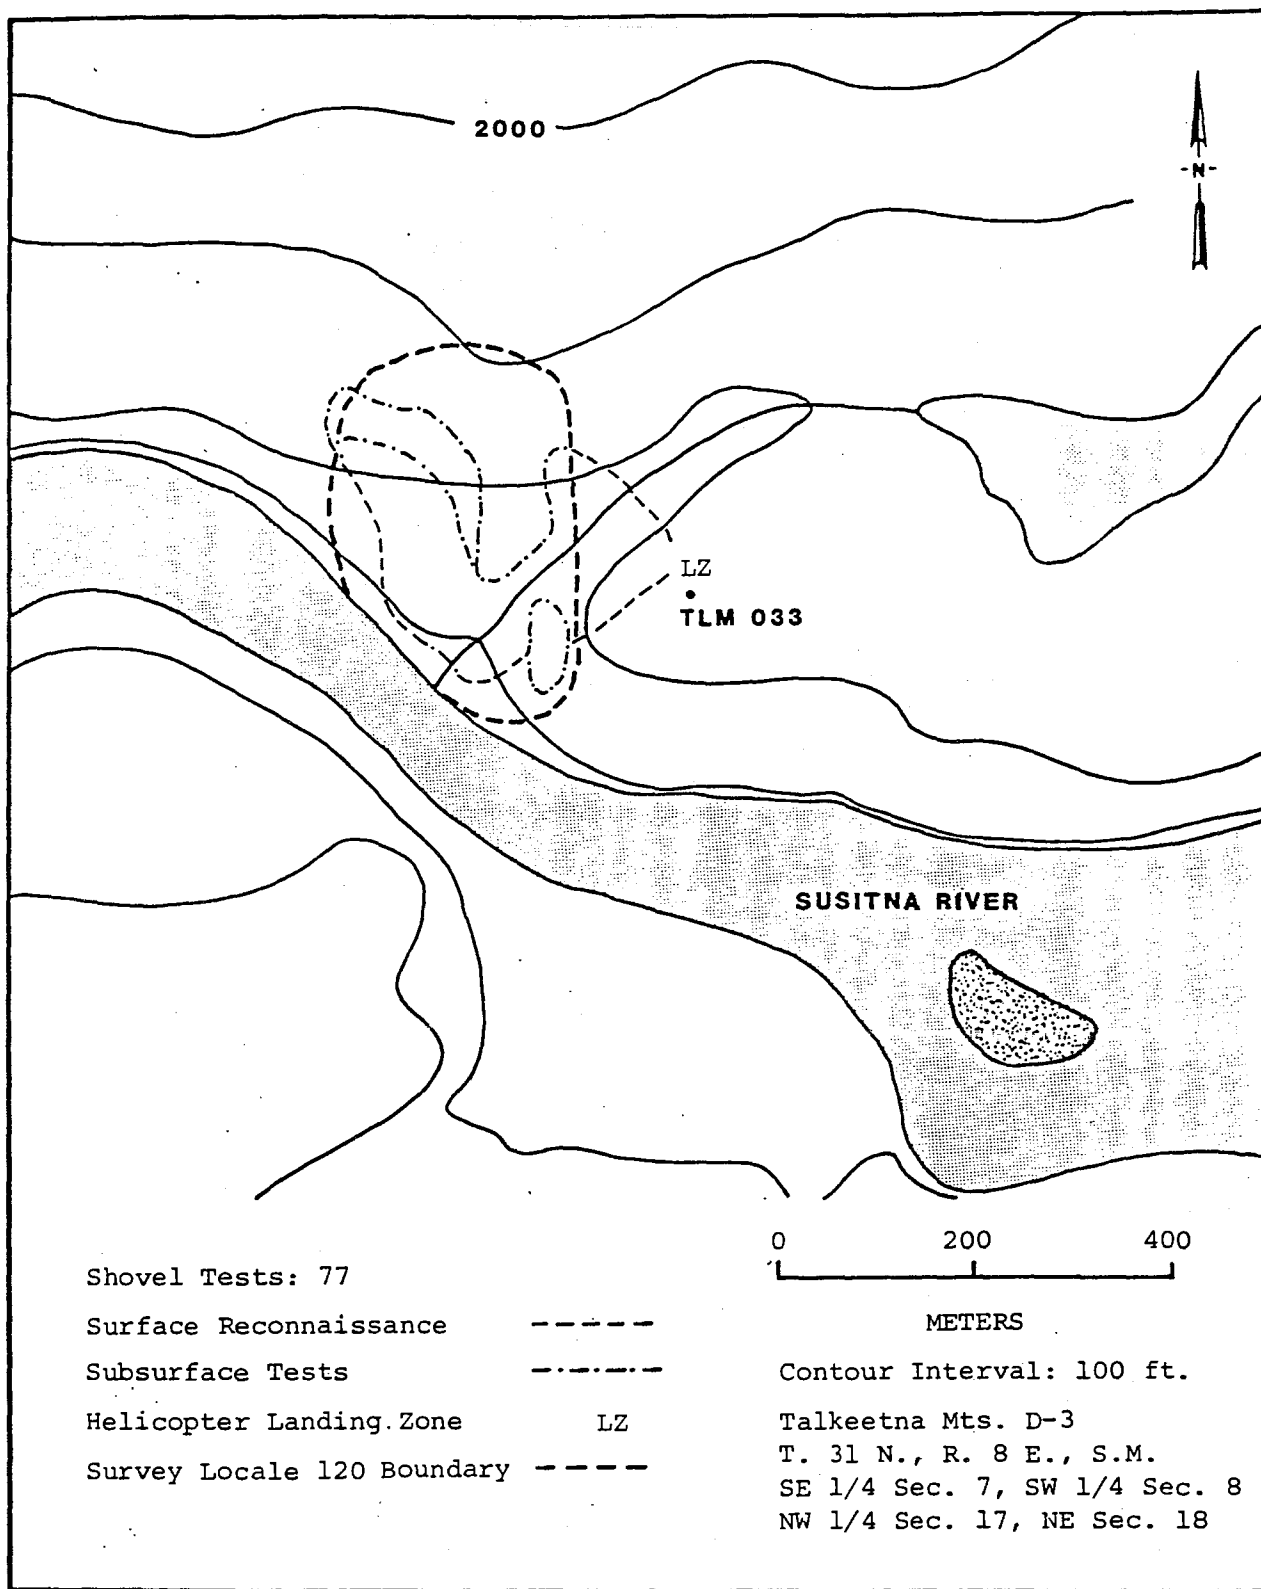 2000
-N-
LZ
TLM 033
SUSITNA RIVER
0 200 400
METERS
Shovel Tests: 77
Surface Reconnaissance
Subsurface Tests
Helicopter Landing Zone LZ
Survey Locale 120 Boundary
Contour Interval: 100 ft.
Talkeetna Mts. D-3
T. 31 N., R. 8 E., S.M.
SE 1/4 Sec. 7, SW 1/4 Sec. 8
NW 1/4 Sec. 17, NE Sec. 18